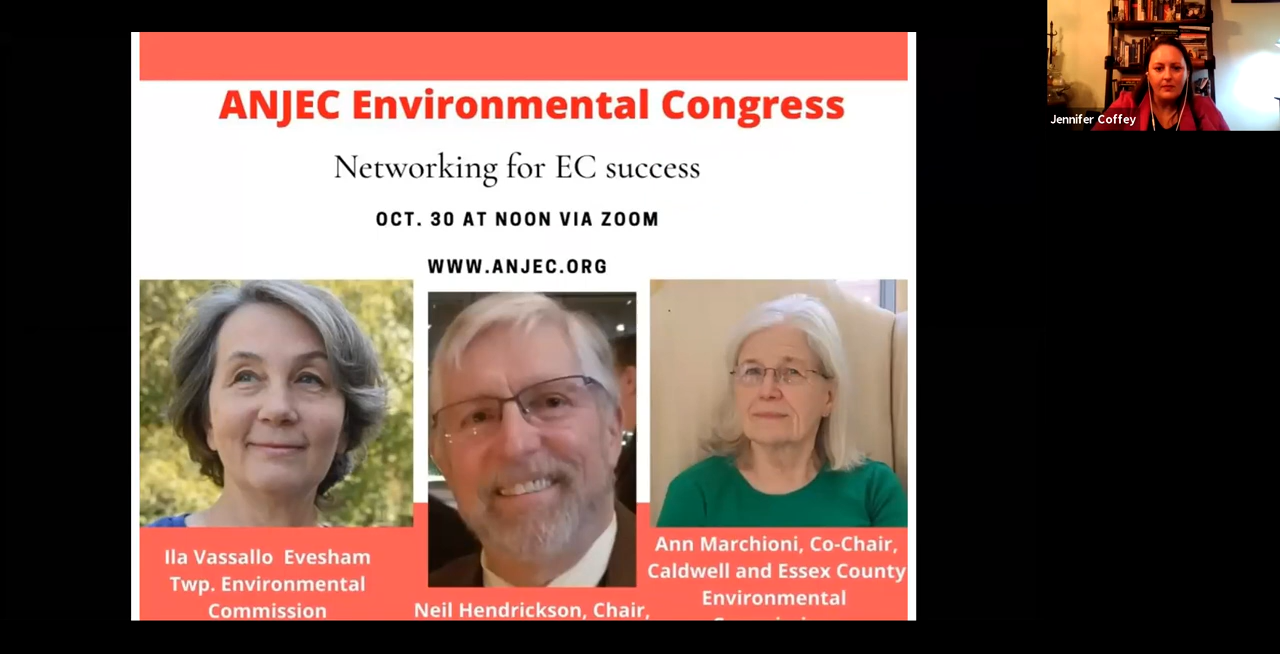 ANJEC Environmental Congress
Networking for EC success
OCT. 30 AT NOON VIA ZOOM
WWW.ANJEC.ORG
Ila Vassallo Evesham
Twp. Environmental
Commission
Neil Hendrickson, Chair,
Ann Marchioni, Co-Chair,
Caldwell and Essex County
Environmental
Jennifer Coffey